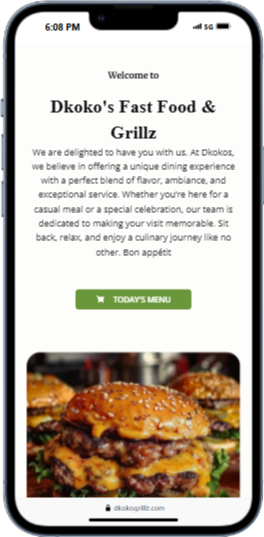 6:08 PM 5G
Welcome to
Dkoko's Fast Food &
Grillz
We are delighted to have you with us. At Dkokos,
we believe in offering a unique dining experience
with a perfect blend of flavor, ambiance, and
exceptional service. Whether you're here for a
casual meal or a special celebration, our team is
dedicated to making your visit memorable. Sit
back, relax, and enjoy a culinary journey like no
other. Bon appétit
TODAY'S MENU
dkokogrillz.com